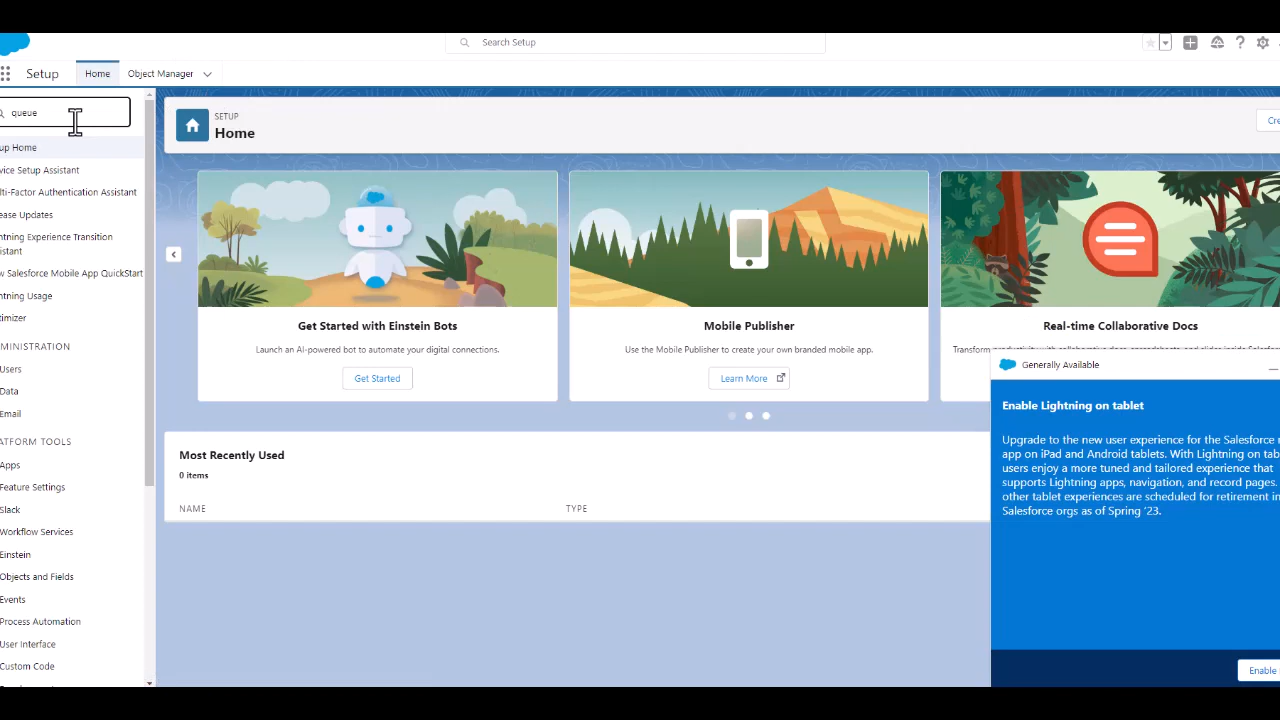 Search Setup
Setup
Home
Object Manager
queue
up Home
vice Setup Assistant
lti-Factor Authentication Assistant
ease Updates
htning Experience Transition
istant
w Salesforce Mobile App QuickStart
htning Usage
timizer
MINISTRATION
Users
Data
Email
ATFORM TOOLS
Apps
Feature Settings
Slack
Workflow Services
Einstein
Objects and Fields
Events
Process Automation
User Interface
Custom Code
SETUP
Home
Cre
Get Started with Einstein Bots
Launch an AI-powered bot to automate your digital connections.
Get Started
Mobile Publisher
Use the Mobile Publisher to create your own branded mobile app.
Learn More
Real-time Collaborative Docs
Most Recently Used
0 items
NAME
TYPE
Generally Available
Enable Lightning on tablet
Upgrade to the new user experience for the Salesforce
app on iPad and Android tablets. With Lightning on tab
users enjoy a more tuned and tailored experience that
supports Lightning apps, navigation, and record pages.
other tablet experiences are scheduled for retirement in
Salesforce orgs as of Spring '23.
Enable